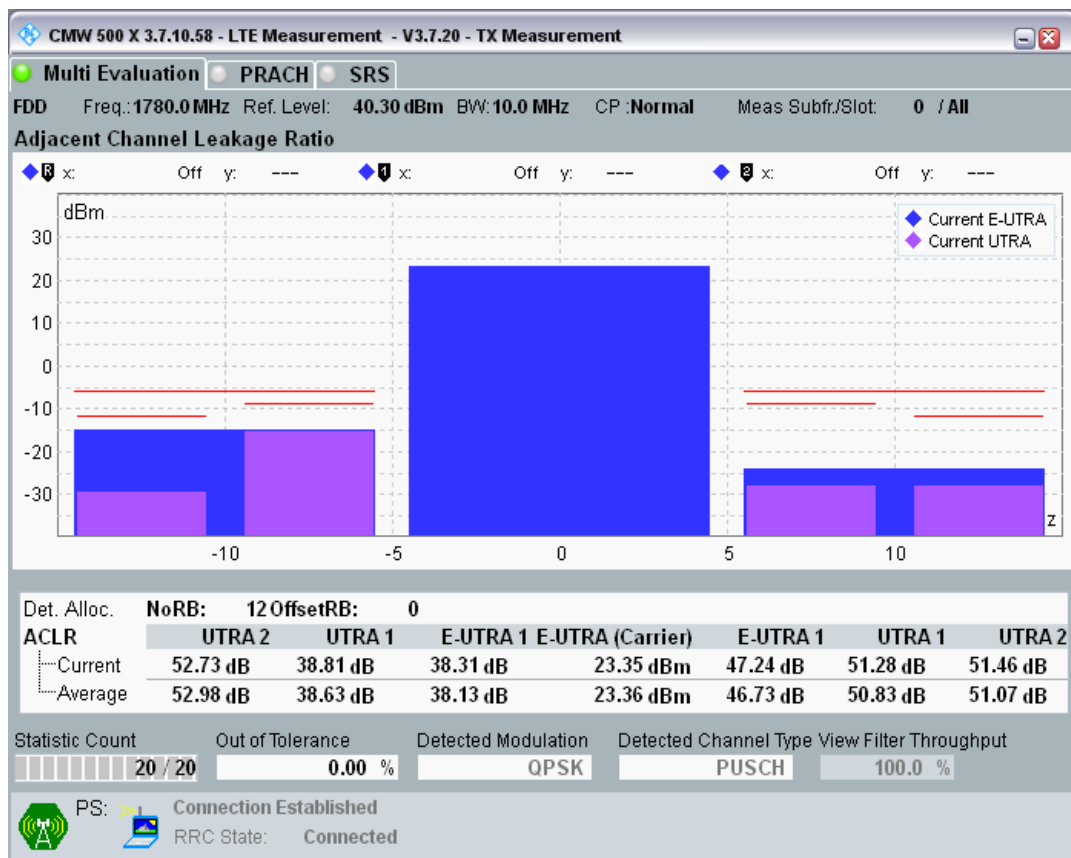 CMW 500 X 3.7.10.58 - LTE Measurement - V3.7.20 - TX Measurement
Multi Evaluation PRACH SRS
FDD Freq.: 1780.0 MHz Ref. Level: 40.30 dBm BW: 10.0 MHz CP :Normal Meas Subfr./Slot: 0 / All
Adjacent Channel Leakage Ratio
R x: Off y: --- 1 x: Off y: --- 2 x: Off y: ---
dBm
Current E-UTRA
Current UTRA
30
20
10
0
-10
-20
-30
z
-10 -5 0 5 10
Det. Alloc. NoRB: 12 OffsetRB: 0
ACLR UTRA 2 UTRA 1 E-UTRA 1 E-UTRA (Carrier) E-UTRA 1 UTRA 1 UTRA 2
Current 52.73 dB 38.81 dB 38.31 dB 23.35 dBm 47.24 dB 51.28 dB 51.46 dB
Average 52.98 dB 38.63 dB 38.13 dB 23.36 dBm 46.73 dB 50.83 dB 51.07 dB
Statistic Count Out of Tolerance Detected Modulation Detected Channel Type View Filter Throughput
20 / 20 0.00 % QPSK PUSCH 100.0 %
PS: Connection Established
RRC State: Connected